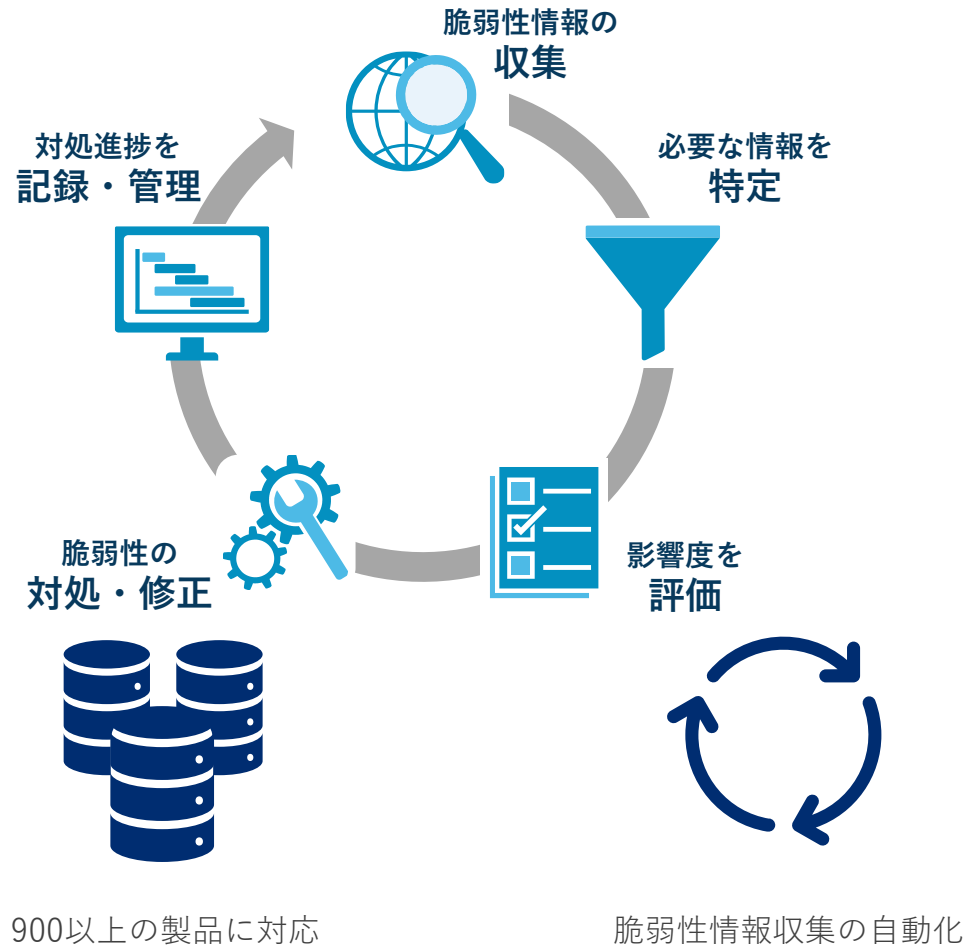 脆弱性情報の
収集
必要な情報を
特定
影響度を
評価
脆弱性の
対処・修正
対処進捗を
記録・管理
900以上の製品に対応
脆弱性情報収集の自動化